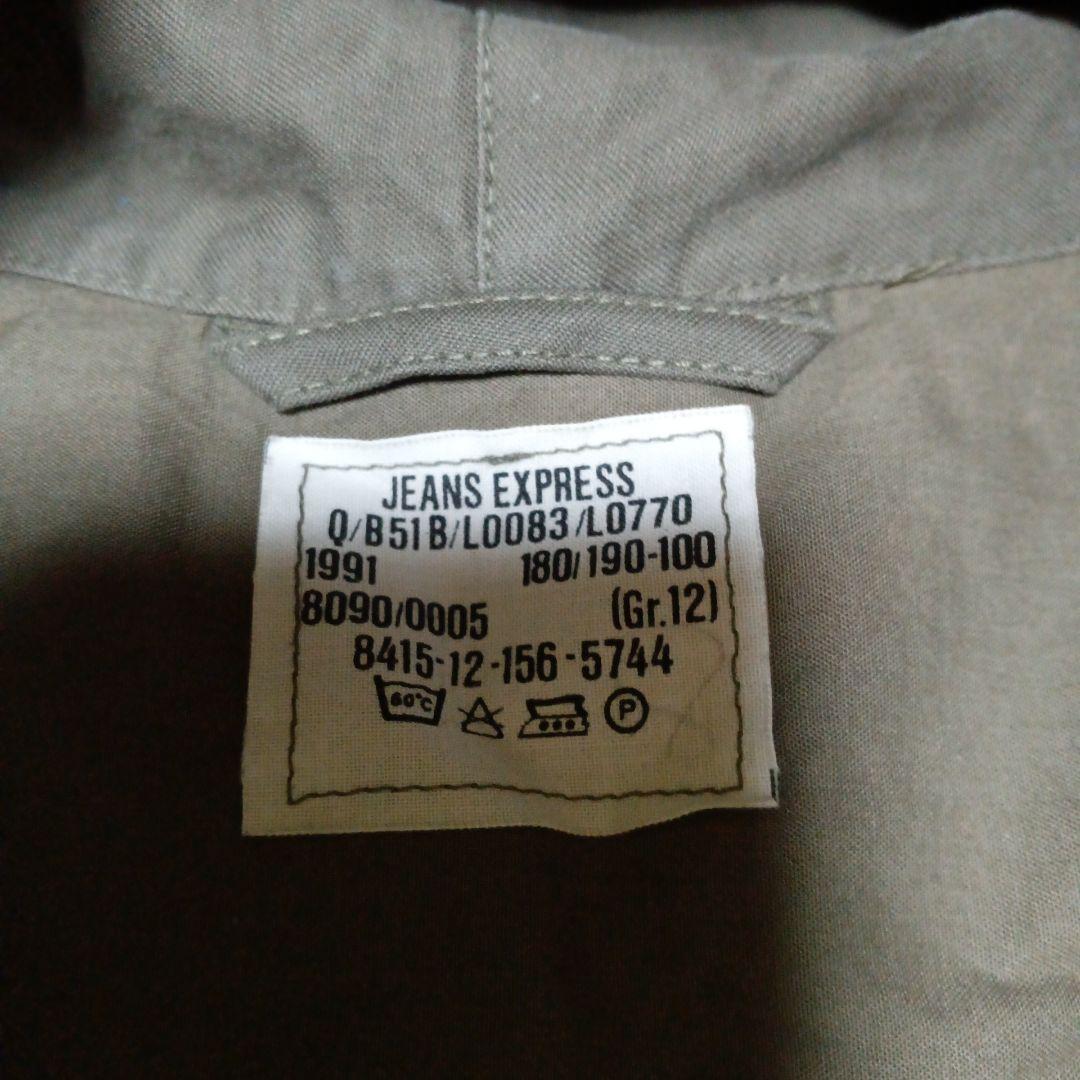 JEANS EXPRESS
Q/B51B/L0083/L0770
1991 180/190-100
8090/0005 (Gr.12)
8415-12-156-5744
60°C P